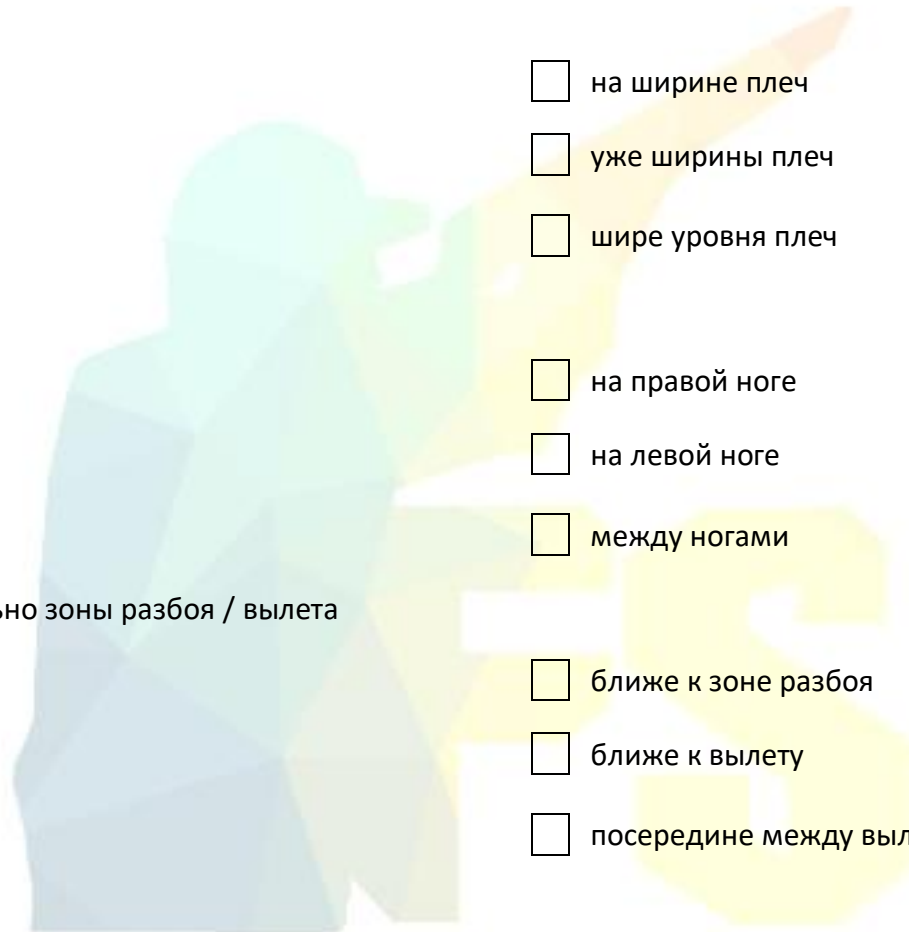 на ширине плеч
уже ширины плеч
шире уровня плеч
на правой ноге
на левой ноге
между ногами
зоны разбоя / вылета
ближе к зоне разбоя
ближе к вылету
посередине между
FS